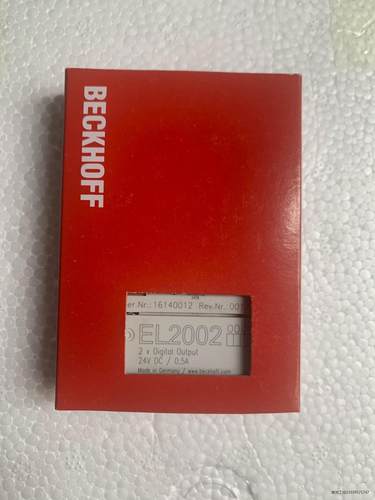 BECKHOFF
er.Nr.: 16140012 Rev.Nr.: 00
EL2002
2 x Digital Output
24V DC / 0,5A
Made in Germany / www.beckhoff.com